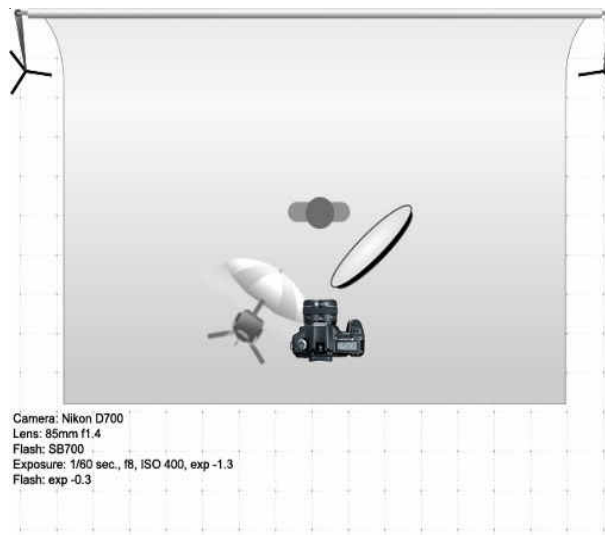 Camera: Nikon D700
Lens: 85mm f1.4
Flash: SB700
Exposure: 1/60 sec., f8, ISO 400, exp -1.3
Flash: exp -0.3